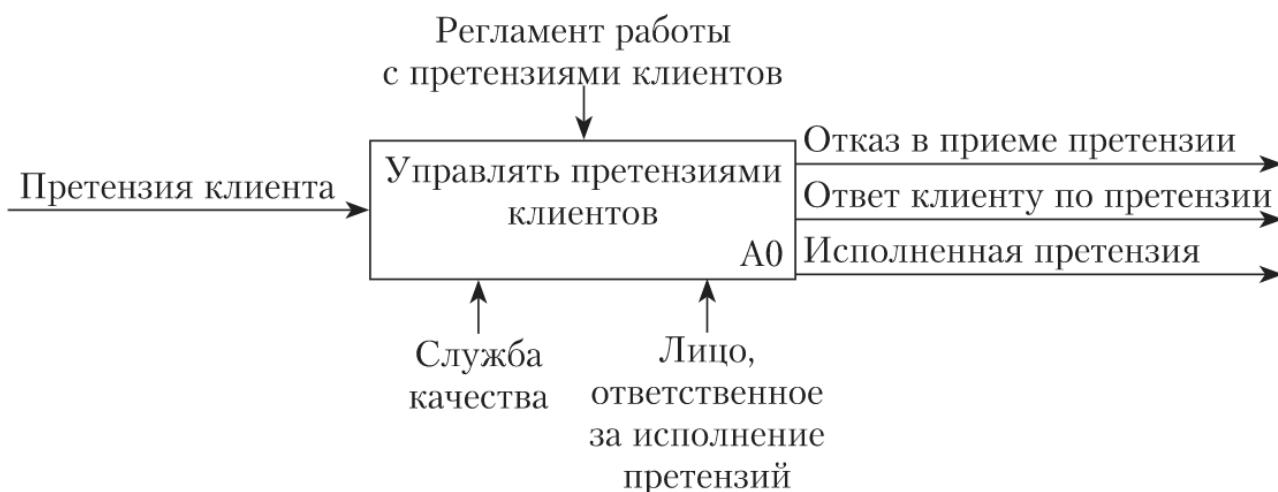 Регламент работы
с претензиями клиентов
Претензия клиента
Управлять претензиями
клиентов
А0
Отказ в приеме претензии
Ответ клиенту по претензии
Исполненная претензия
Служба
качества
Лицо,
ответственное
за исполнение
претензий